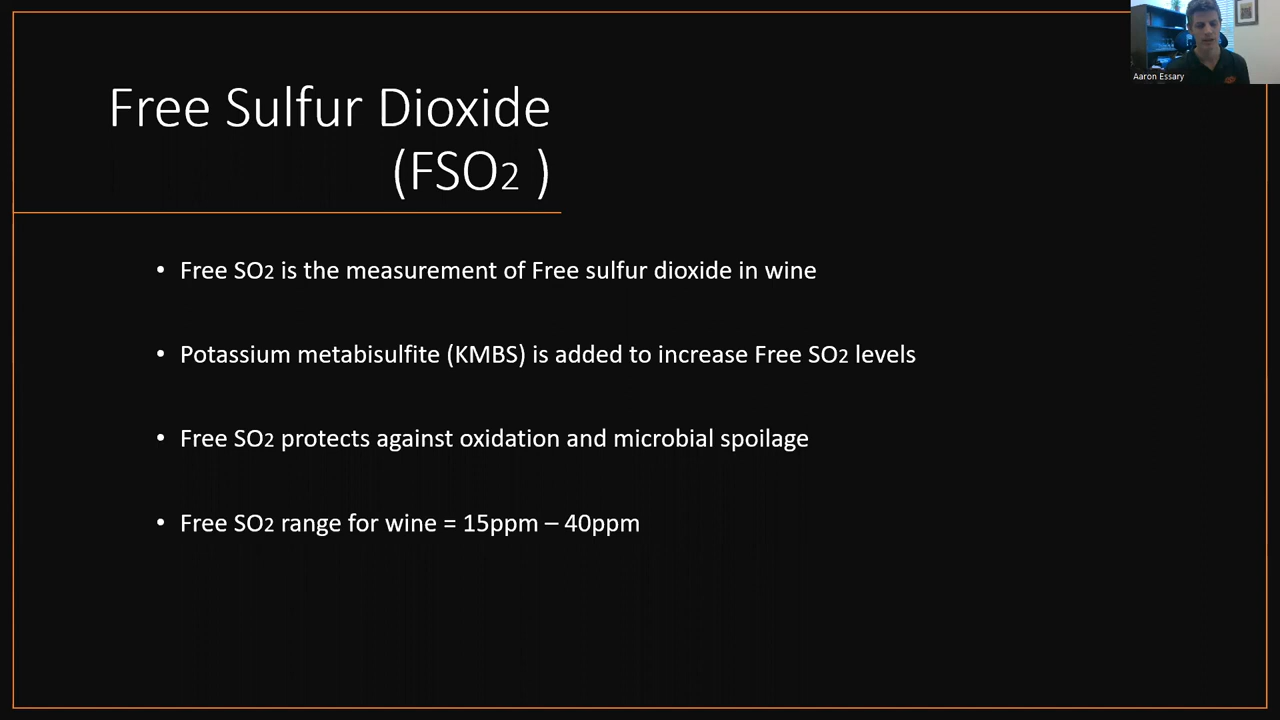 Aaron Essary
Free Sulfur Dioxide
(FSO2 )
• Free SO2 is the measurement of Free sulfur dioxide in wine
• Potassium metabisulfite (KMBS) is added to increase Free SO2 levels
• Free SO2 protects against oxidation and microbial spoilage
• Free SO2 range for wine = 15ppm – 40ppm